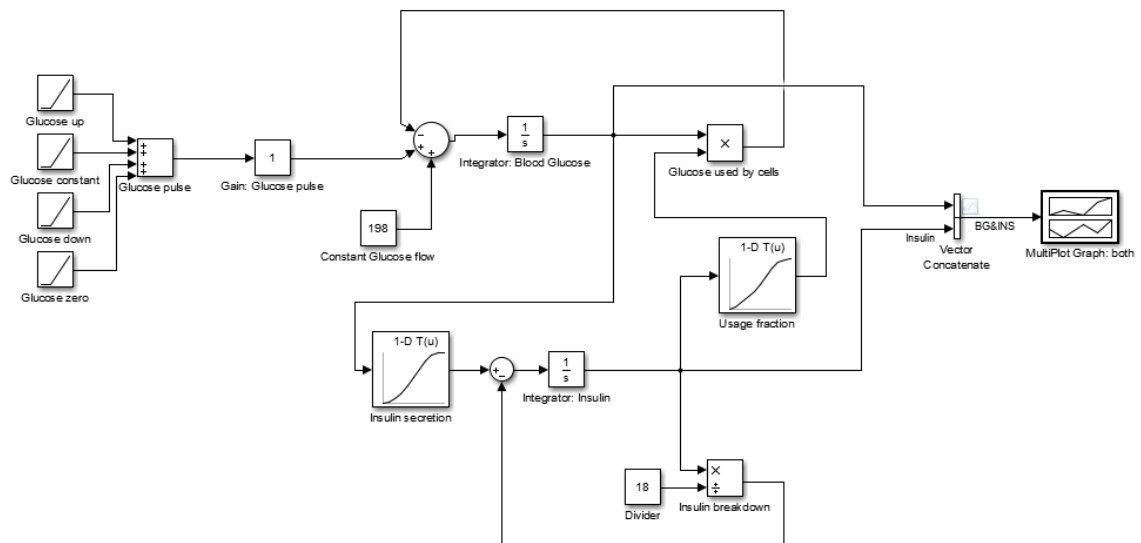 Glucose up
Glucose constant
Glucose down
Glucose zero
+
+
+
+
Glucose pulse
1
Gain: Glucose pulse
−
+
+
198
Constant Glucose flow
1
s
Integrator: Blood Glucose
×
Glucose used by cells
1-D T(u)
Usage fraction
1-D T(u)
Insulin secretion
+
−
1
s
Integrator: Insulin
18
Divider
×
÷
Insulin breakdown
Insulin
BG&INS
Vector
Concatenate
MultiPlot Graph: both